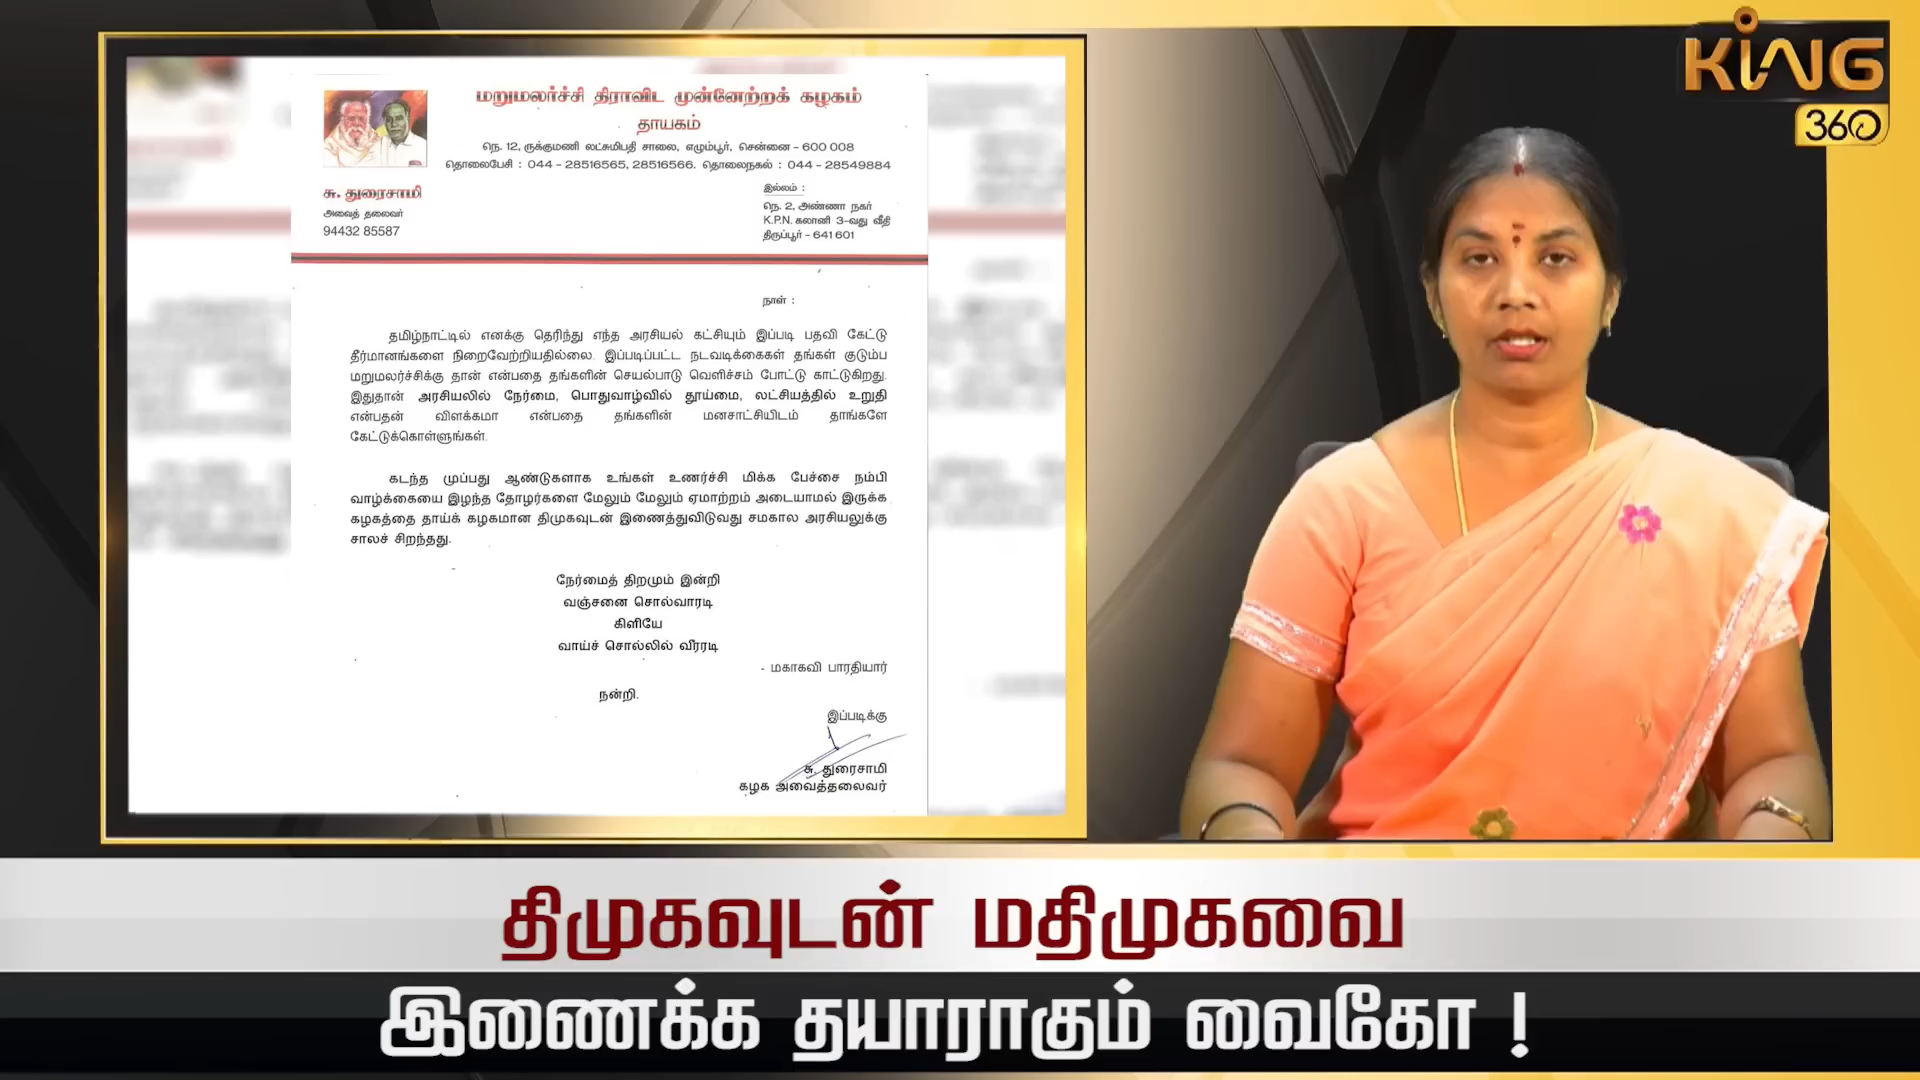 KING
360
மறுமலர்ச்சி திராவிட முன்னேற்றக் கழகம்
தாயகம்
நெ. 12, ருக்குமணி லட்சுமிபதி சாலை, எழும்பூர், சென்னை – 600 008
தொலைபேசி : 044 – 28516565, 28516566. தொலைநகல் : 044 – 28549884
சு. துரைசாமி
அவைத் தலைவர்
94432 85587
இல்லம் :
நெ. 2, அண்ணா நகர்
K.P.N. கலானி 3-வது வீதி
திருப்பூர் – 641 601
நாள் :
தமிழ்நாட்டில் எனக்கு தெரிந்து எந்த அரசியல் கட்சியும் இப்படி பதவி கேட்டு
தீர்மானங்களை நிறைவேற்றியதில்லை. இப்படிப்பட்ட நடவடிக்கைகள் தங்கள் குடும்ப
மறுமலர்ச்சிக்கு தான் என்பதை தங்களின் செயல்பாடு வெளிச்சம் போட்டு காட்டுகிறது.
இதுதான் அரசியலில் நேர்மை, பொதுவாழ்வில் தூய்மை, லட்சியத்தில் உறுதி
என்பதன் விளக்கமா என்பதை தங்களின் மனசாட்சியிடம் தாங்களே
கேட்டுக்கொள்ளுங்கள்.
கடந்த முப்பது ஆண்டுகளாக உங்கள் உணர்ச்சி மிக்க பேச்சை நம்பி
வாழ்க்கையை இழந்த தோழர்களை மேலும் மேலும் ஏமாற்றம் அடையாமல் இருக்க
கழகத்தை தாய்க் கழகமான திமுகவுடன் இணைத்துவிடுவது சமகால அரசியலுக்கு
சாலச் சிறந்தது.
நேர்மைத் திறமும் இன்றி
வஞ்சனை சொல்வாரடி
கிளியே
வாய்ச் சொல்லில் வீரரடி
- மகாகவி பாரதியார்
நன்றி.
இப்படிக்கு
சு. துரைசாமி
கழக அவைத்தலைவர்
திமுகவுடன் மதிமுகவை
இணைக்க தயாராகும் வைகோ !